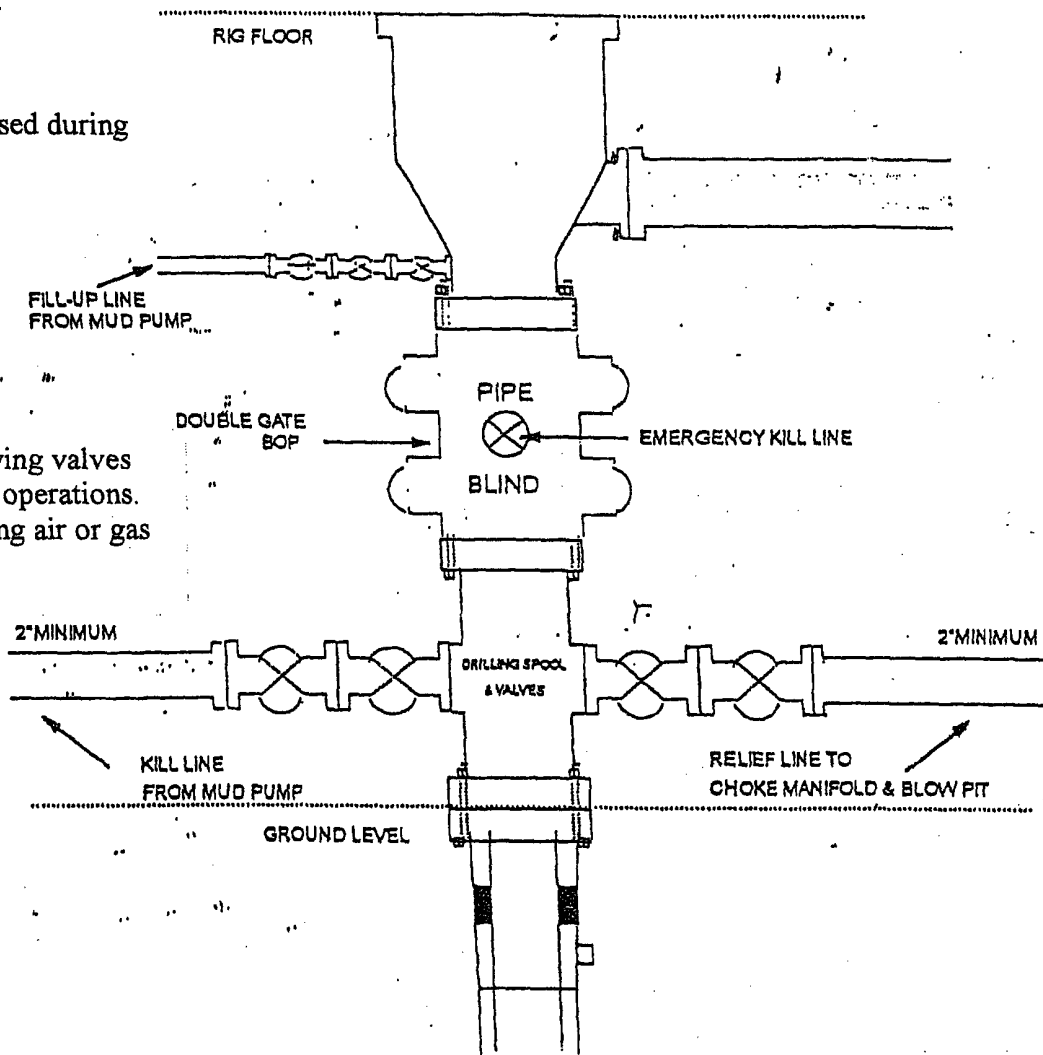 RIG FLOOR
sed during
FILL-UP LINE
FROM MUD PUMP
PIPE
DOUBLE GATE
BOP
EMERGENCY KILL LINE
ving valves
BLIND
operations.
ng air or gas
2" MINIMUM
2" MINIMUM
DRILLING SPOOL
& VALVES
KILL LINE
FROM MUD PUMP
RELIEF LINE TO
CHOKE MANIFOLD & BLOW PIT
GROUND LEVEL